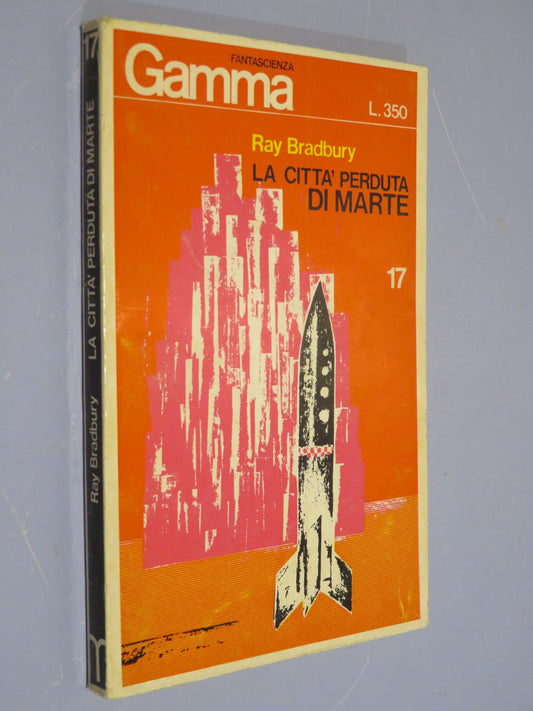 FANTASCIENZA
Gamma
L. 350
Ray Bradbury
LA CITTA' PERDUTA
DI MARTE
17
17
LA CITTA' PERDUTA DI MARTE
Ray Bradbury
m